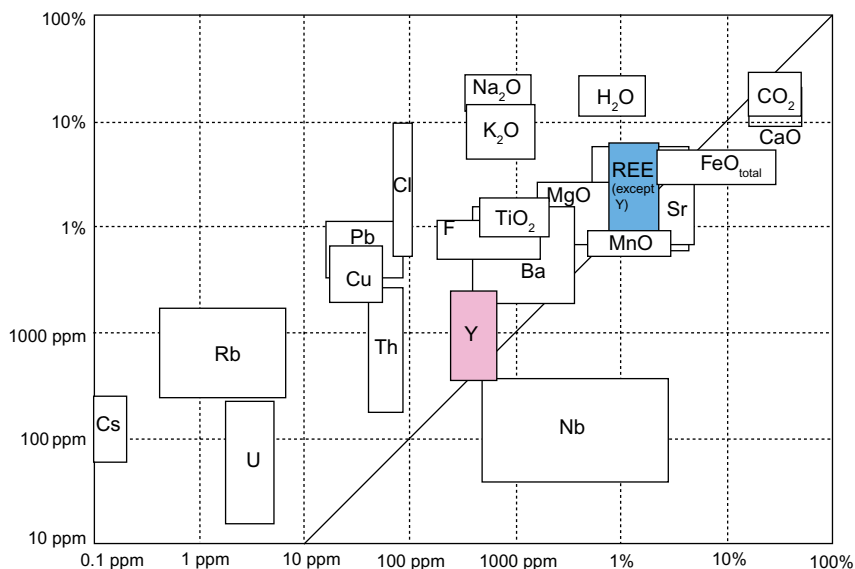 100%
Na₂O
H₂O
CO₂
10%
K₂O
CaO
Cl
REE
(except
Y)
FeO total
MgO
Sr
TiO₂
1%
F
Pb
MnO
Ba
Cu
1000 ppm
Y
Th
Rb
Cs
100 ppm
Nb
U
10 ppm
0.1 ppm 1 ppm 10 ppm 100 ppm 1000 ppm 1% 10% 100%